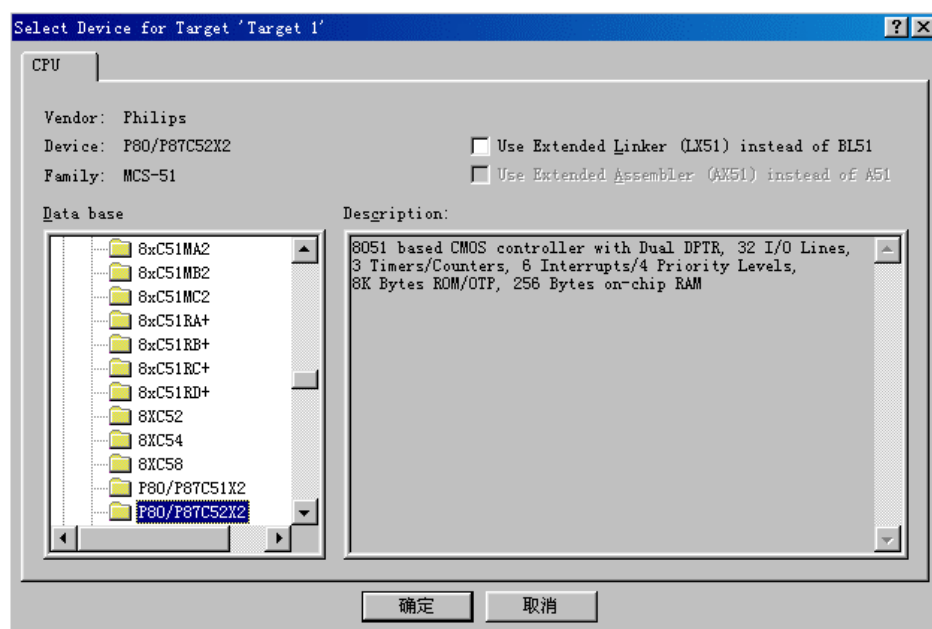 Select Device for Target 'Target 1'
CPU
Vendor: Philips
Device: P80/P87C52X2
Family: MCS-51
Use Extended Linker (LX51) instead of BL51
Use Extended Assembler (AX51) instead of A51
Data base
8xC51MA2
8xC51MB2
8xC51MC2
8xC51RA+
8xC51RB+
8xC51RC+
8xC51RD+
8XC52
8XC54
8XC58
P80/P87C51X2
P80/P87C52X2
Description:
8051 based CMOS controller with Dual DPTR, 32 I/O Lines,
3 Timers/Counters, 6 Interrupts/4 Priority Levels,
8K Bytes ROM/OTP, 256 Bytes on-chip RAM
确定
取消